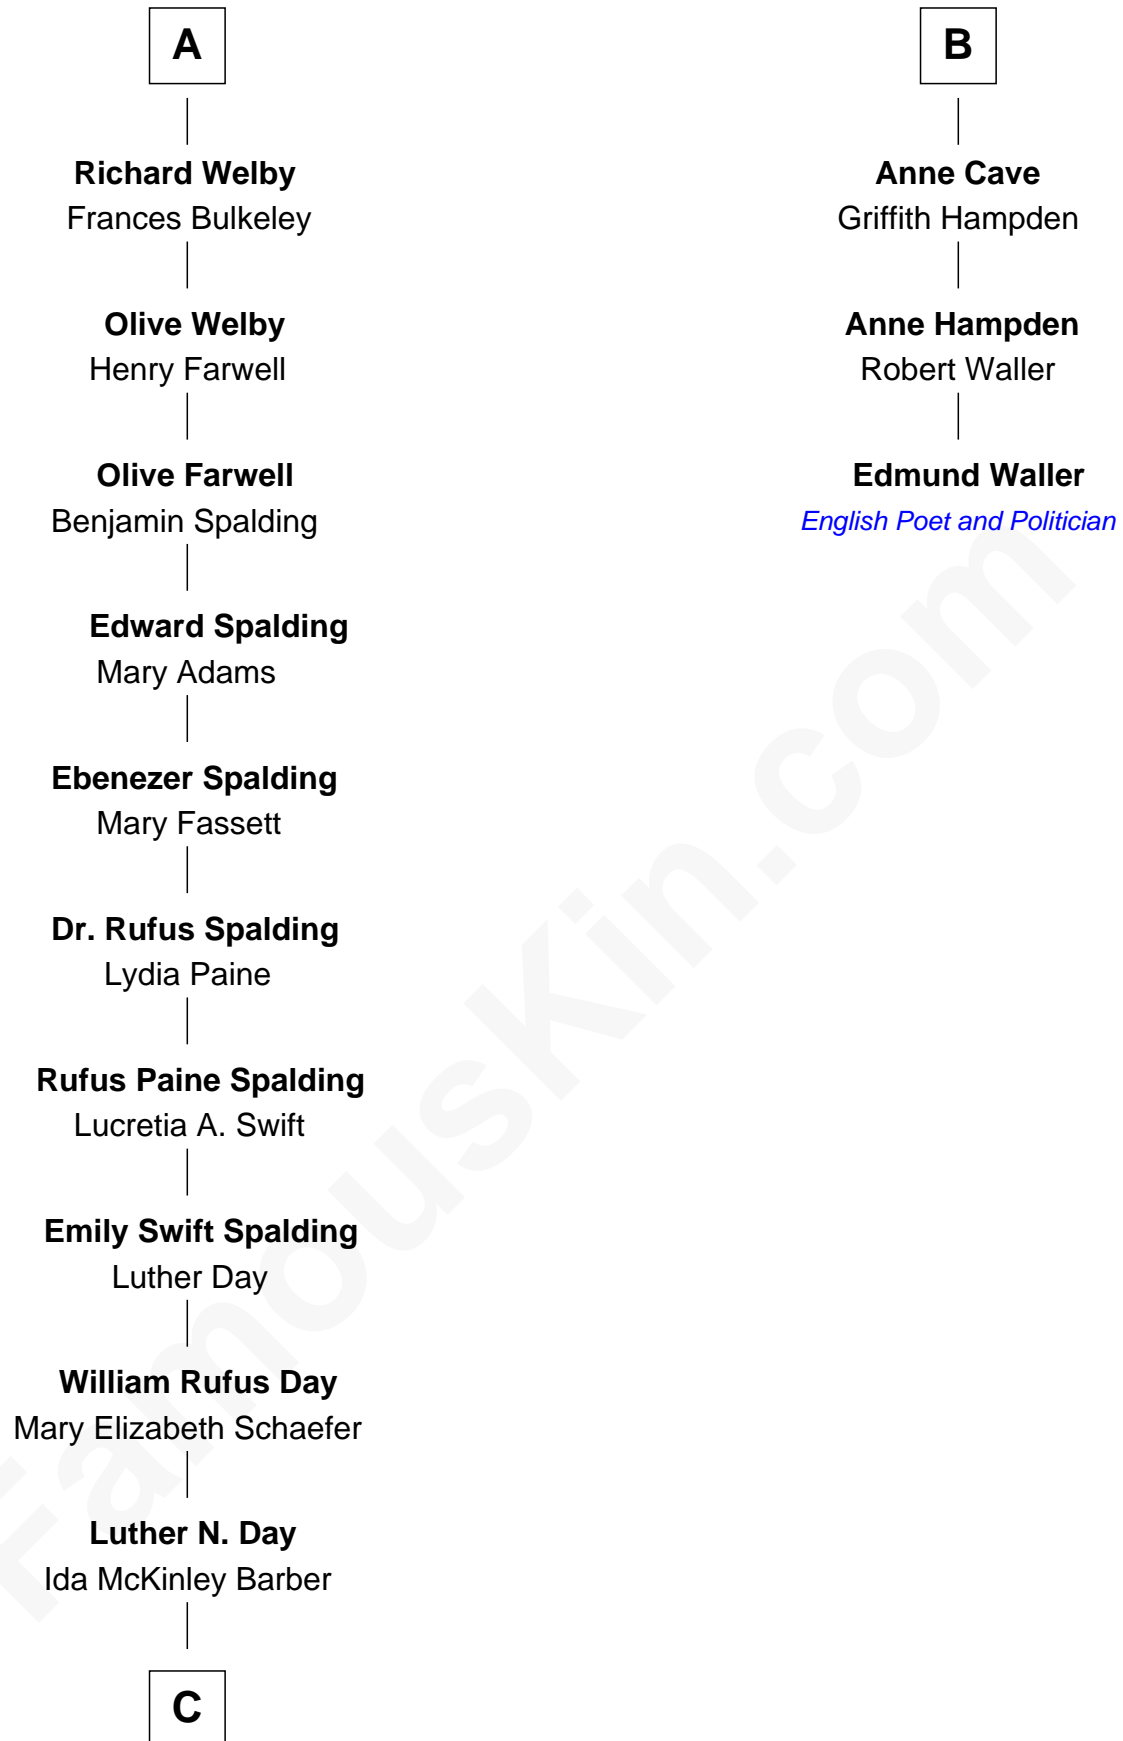 A
Richard Welby
Frances Bulkeley
Olive Welby
Henry Farwell
Olive Farwell
Benjamin Spalding
Edward Spalding
Mary Adams
Ebenezer Spalding
Mary Fassett
Dr. Rufus Spalding
Lydia Paine
Rufus Paine Spalding
Lucretia A. Swift
Emily Swift Spalding
Luther Day
William Rufus Day
Mary Elizabeth Schaefer
Luther N. Day
Ida McKinley Barber
C
B
Anne Cave
Griffith Hampden
Anne Hampden
Robert Waller
Edmund Waller
English Poet and Politician
FamousKin.com